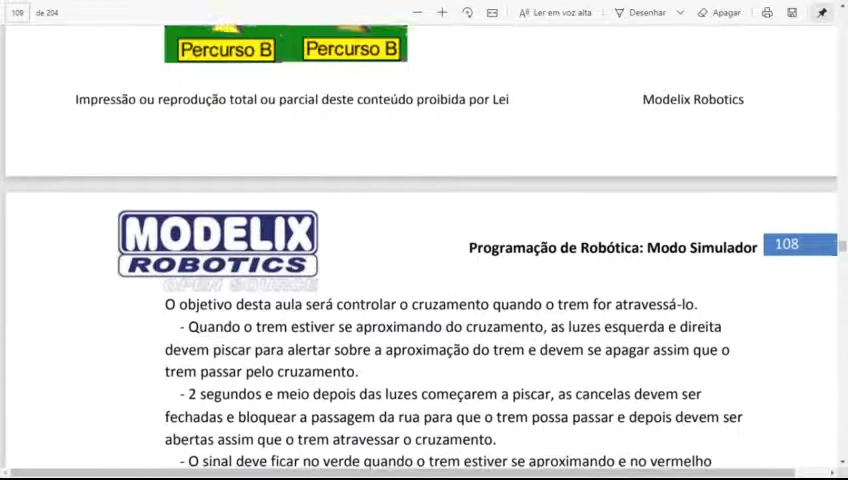 109 de 204
Ler em voz alta
Desenhar
Apagar
Percurso B Percurso B
Impressão ou reprodução total ou parcial deste conteúdo proibida por Lei Modelix Robotics
MODELIX
ROBOTICS
OPEN SOURCE
Programação de Robótica: Modo Simulador 108
O objetivo desta aula será controlar o cruzamento quando o trem for atravessá-lo.
- Quando o trem estiver se aproximando do cruzamento, as luzes esquerda e direita
devem piscar para alertar sobre a aproximação do trem e devem se apagar assim que o
trem passar pelo cruzamento.
- 2 segundos e meio depois das luzes começarem a piscar, as cancelas devem ser
fechadas e bloquear a passagem da rua para que o trem possa passar e depois devem ser
abertas assim que o trem atravessar o cruzamento.
- O sinal deve ficar no verde quando o trem estiver se aproximando e no vermelho